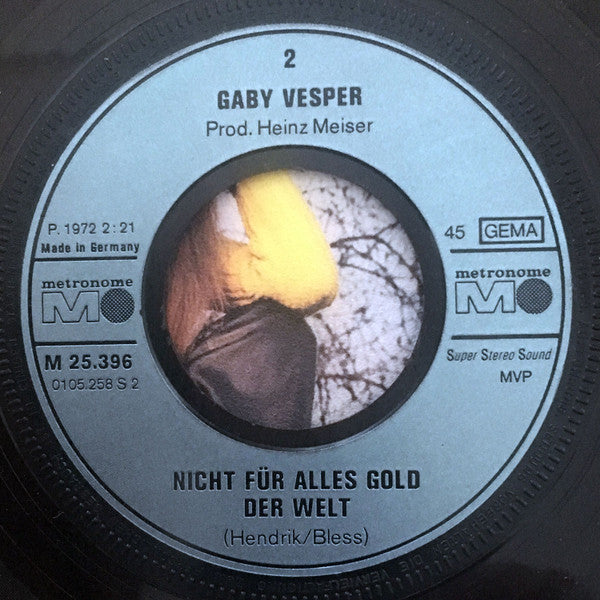 2
GABY VESPER
Prod. Heinz Meiser
P. 1972 2:21
Made in Germany
45 GEMA
metronome
M
metronome
M
M 25.396
0105.258 S 2
Super Stereo Sound
MVP
NICHT FÜR ALLES GOLD
DER WELT
(Hendrik/Bless)